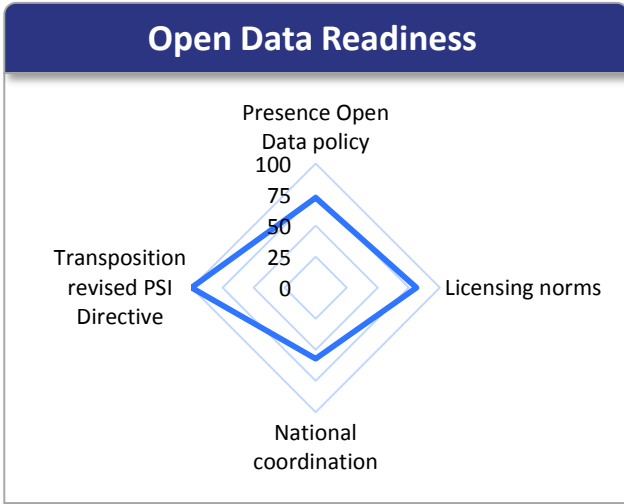 Open Data Readiness
Presence Open
Data policy
100
75
50
25
0
Transposition
revised PSI
Directive
Licensing norms
National
coordination